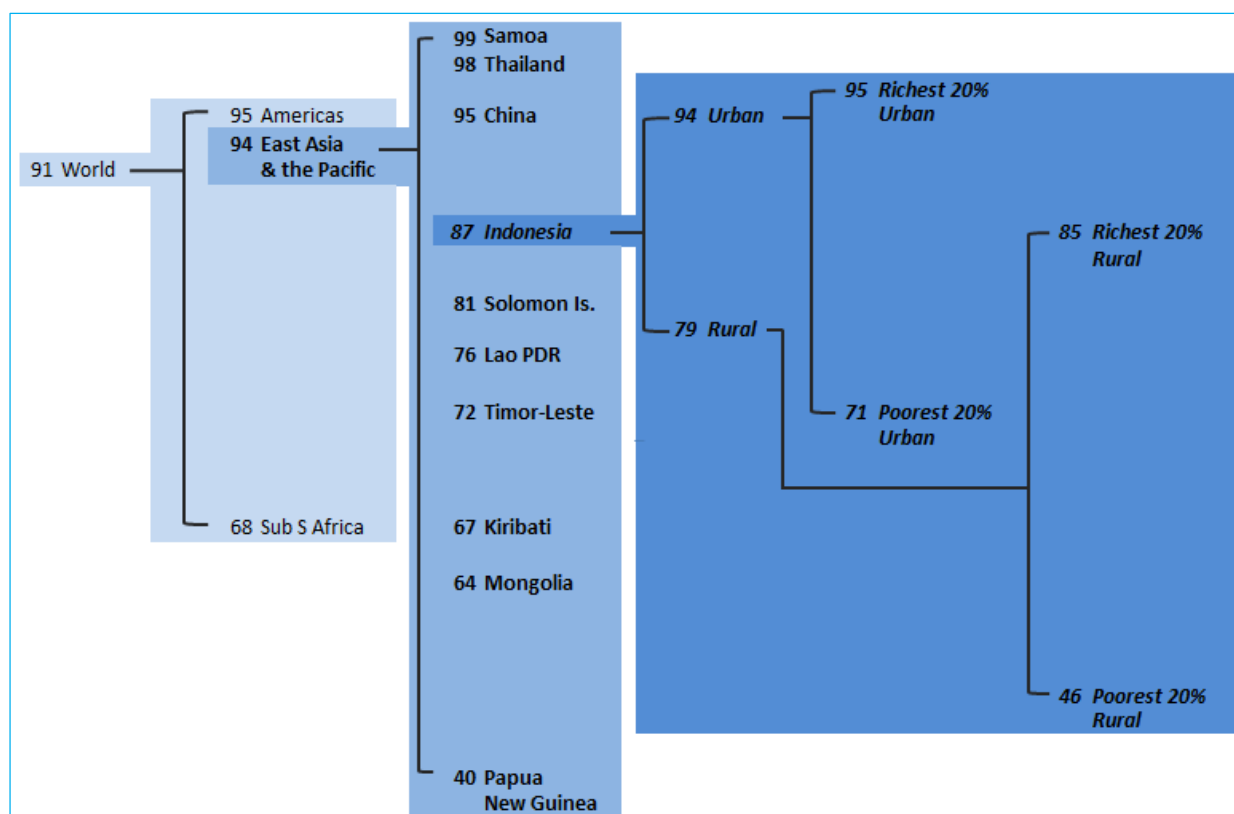 91 World
95 Americas
94 East Asia
& the Pacific
68 Sub S Africa
99 Samoa
98 Thailand
95 China
87 Indonesia
81 Solomon Is.
76 Lao PDR
72 Timor-Leste
67 Kiribati
64 Mongolia
40 Papua
New Guinea
94 Urban
79 Rural
95 Richest 20%
Urban
71 Poorest 20%
Urban
85 Richest 20%
Rural
46 Poorest 20%
Rural